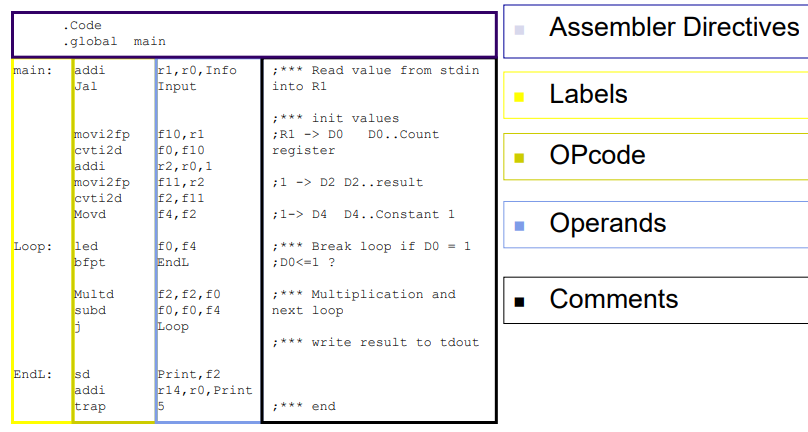 .Code
.global main
main: addi r1,r0,Info ;*** Read value from stdin
Jal Input into R1
;*** init values
movi2fp f10,r1 ;R1 -> D0 D0..Count
cvti2d f0,f10 register
addi r2,r0,1
movi2fp f11,r2 ;1 -> D2 D2..result
cvti2d f2,f11
Movd f4,f2 ;1-> D4 D4..Constant 1
Loop: led f0,f4 ;*** Break loop if D0 = 1
bfpt EndL ;D0<=1 ?
Multd f2,f2,f0 ;*** Multiplication and
subd f0,f0,f4 next loop
j Loop
;*** write result to tdout
EndL: sd Print,f2
addi r14,r0,Print
trap 5 ;*** end
Assembler Directives
Labels
OPcode
Operands
Comments